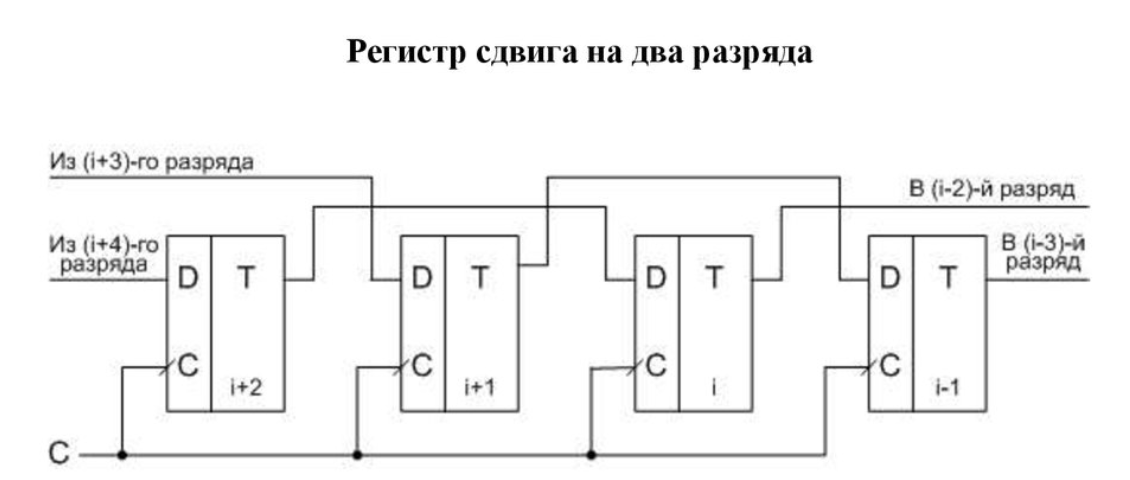 Регистр сдвига на два разряда
Из (i+3)-го разряда
В (i-2)-й разряд
Из (i+4)-го
разряда
В (i-3)-й
разряд
D T
D T
D T
D T
C
C
C
C
i+2
i+1
i
i-1
C